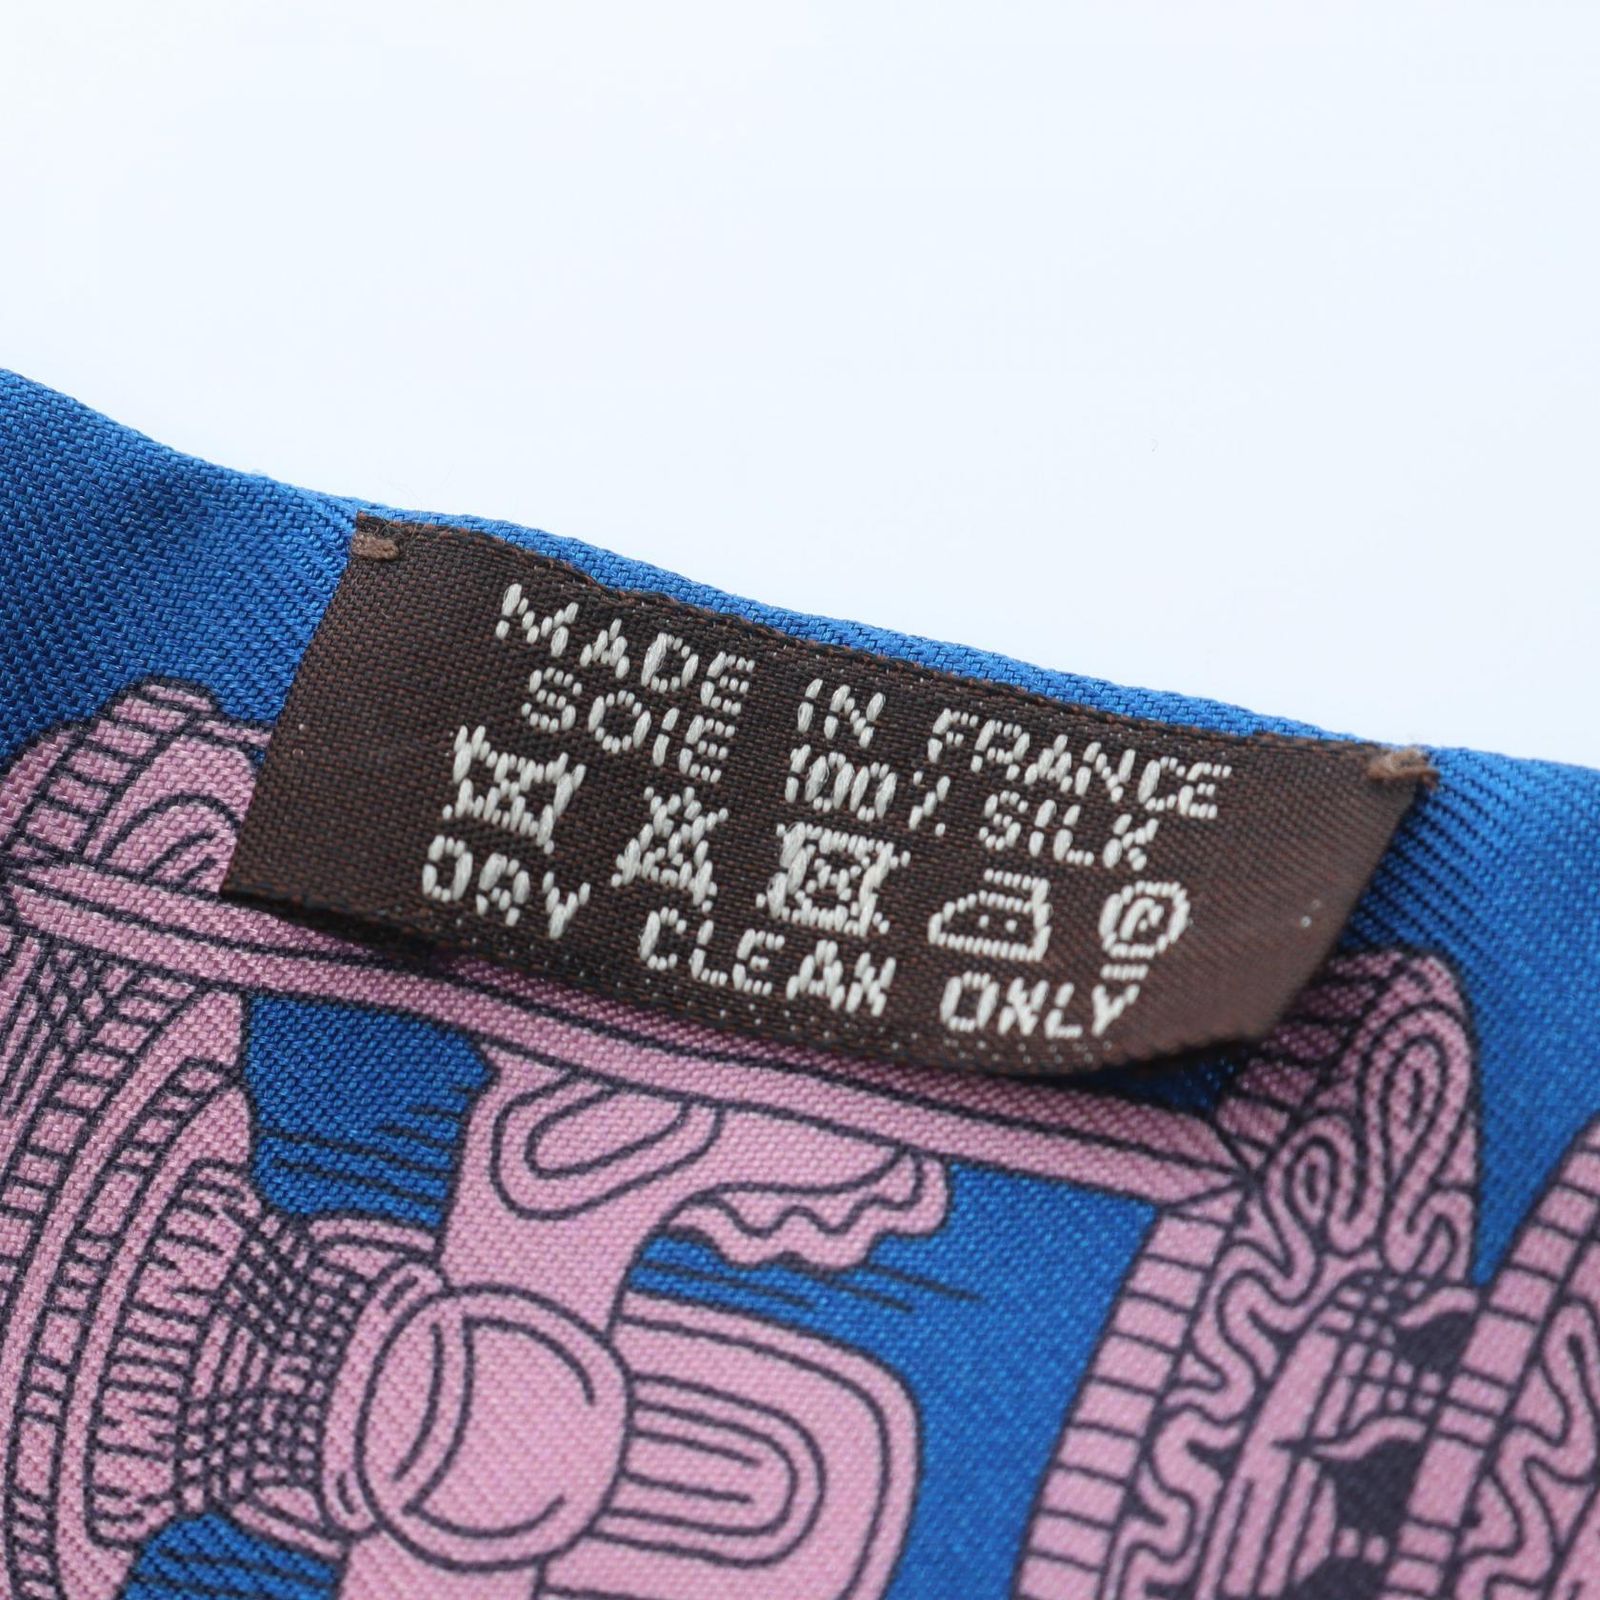 MADE IN FRANCE
SOIE 100% SILK
P
DRY CLEAN ONLY